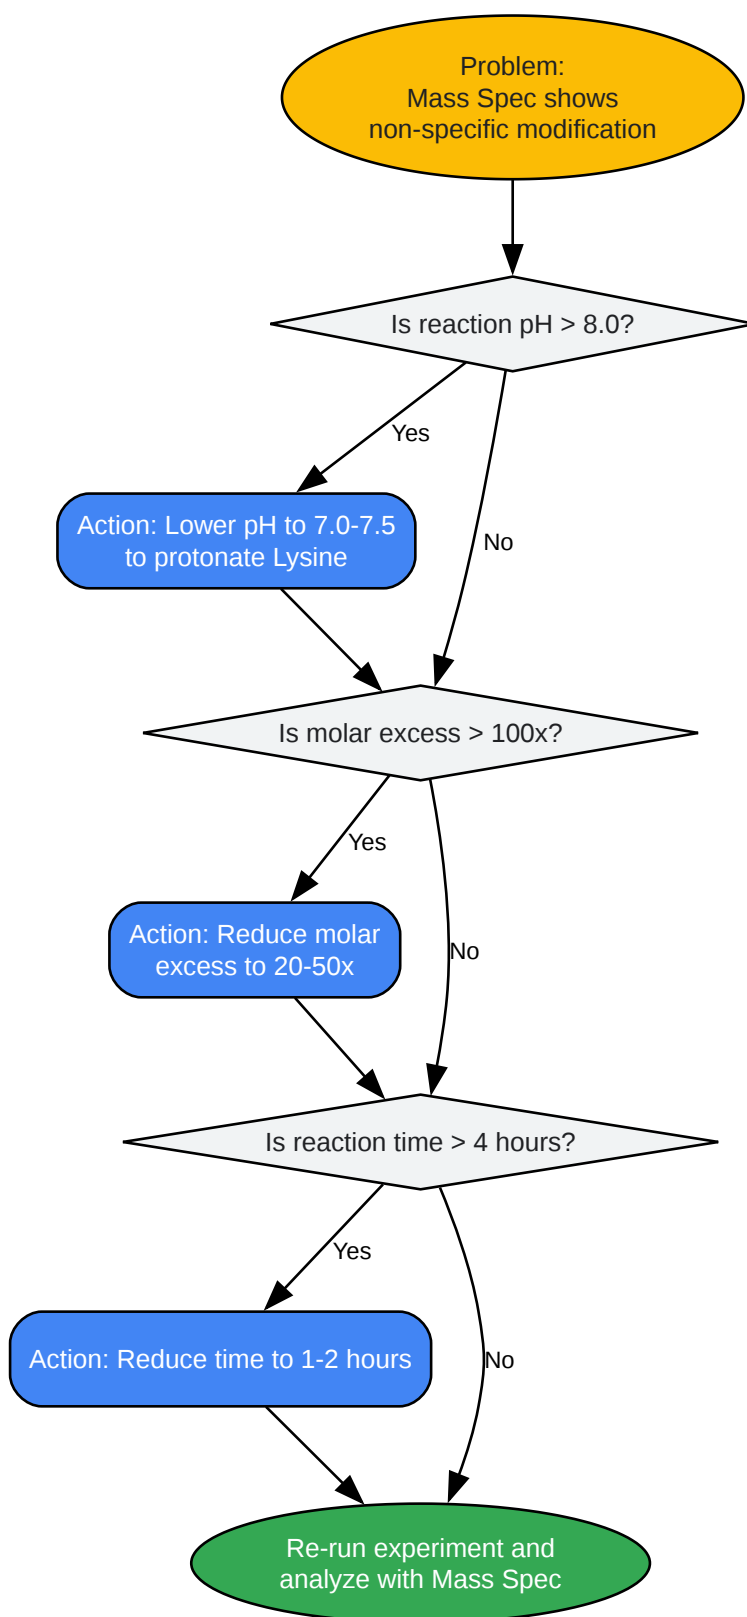 Problem:
Mass Spec shows
non-specific modification
Is reaction pH > 8.0?
Yes
Action: Lower pH to 7.0-7.5
to protonate Lysine
No
Is molar excess > 100x?
Yes
Action: Reduce molar
excess to 20-50x
No
Is reaction time > 4 hours?
Yes
Action: Reduce time to 1-2 hours
No
Re-run experiment and
analyze with Mass Spec